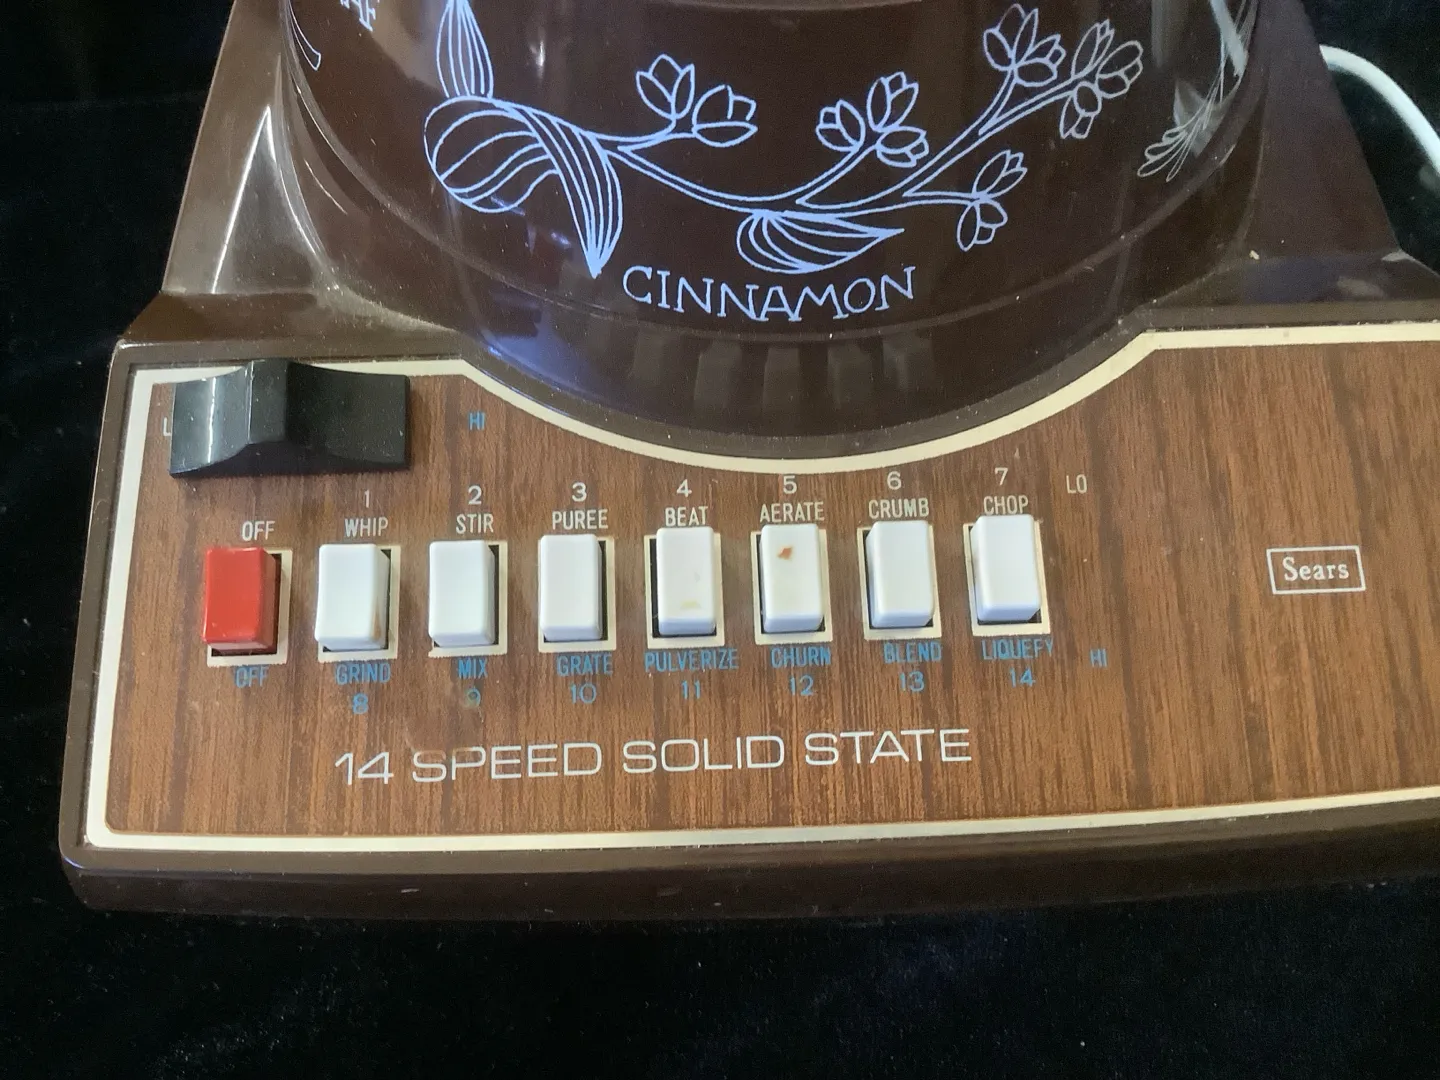 CINNAMON
HI
1 2 3 4 5 6 7 LO
OFF WHIP STIR PUREE BEAT AERATE CRUMB CHOP
Sears
OFF GRIND MIX GRATE PULVERIZE CHURN BLEND LIQUEFY HI
8 9 10 11 12 13 14
14 SPEED SOLID STATE